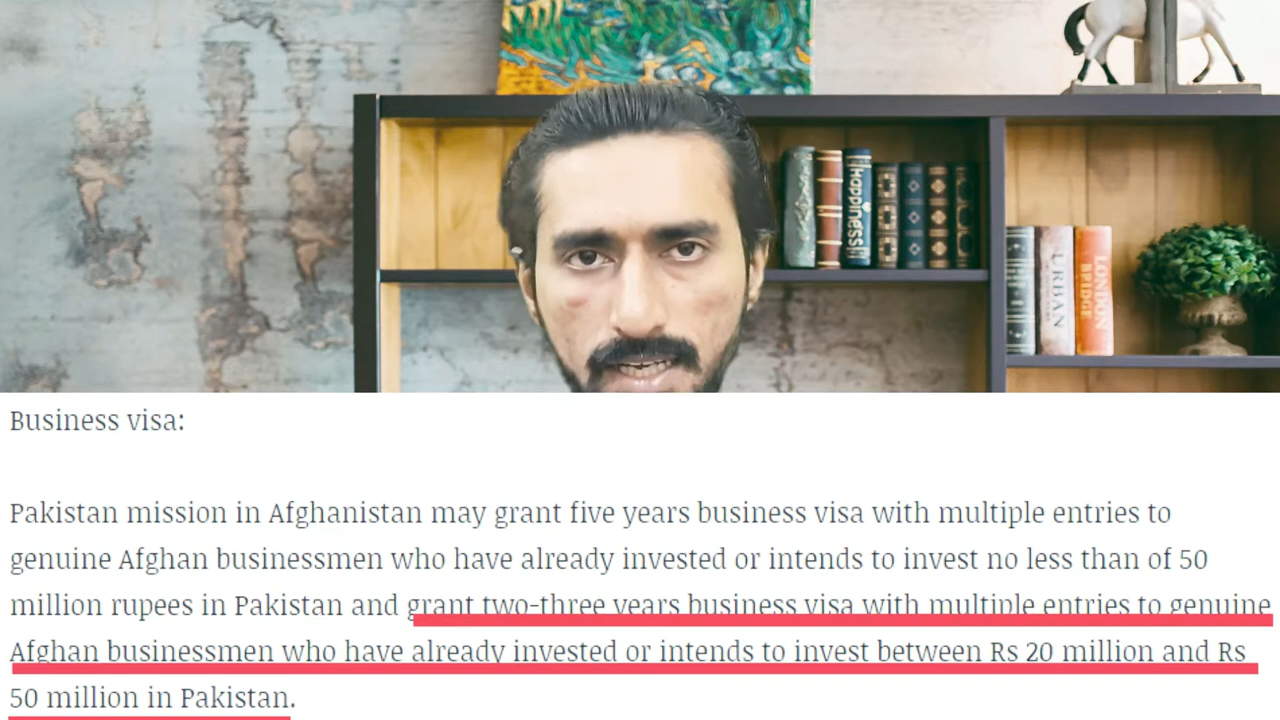 happiness!
URBAN
LONDON
BRIDGE
Business visa:
Pakistan mission in Afghanistan may grant five years business visa with multiple entries to
genuine Afghan businessmen who have already invested or intends to invest no less than of 50
million rupees in Pakistan and grant two-three years business visa with multiple entries to genuine
Afghan businessmen who have already invested or intends to invest between Rs 20 million and Rs
50 million in Pakistan.